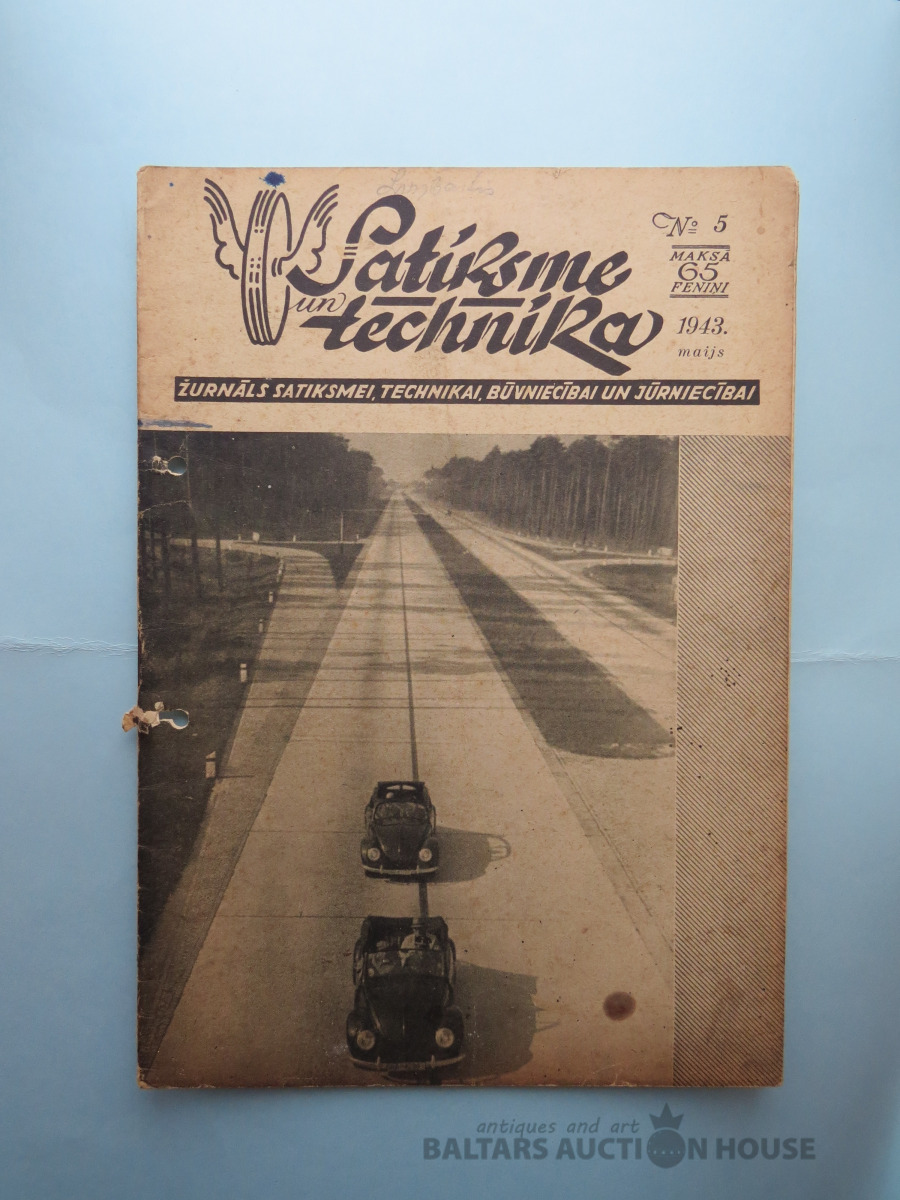 Satiksme
un technika
№ 5
MAKSĀ
65
FENIŅI
1943.
maijs
ŽURNĀLS SATIKSMEI, TECHNIKAI, BŪVNIECĪBAI UN JŪRNIECĪBAI
antiques and art
BALTARS AUCTION HOUSE